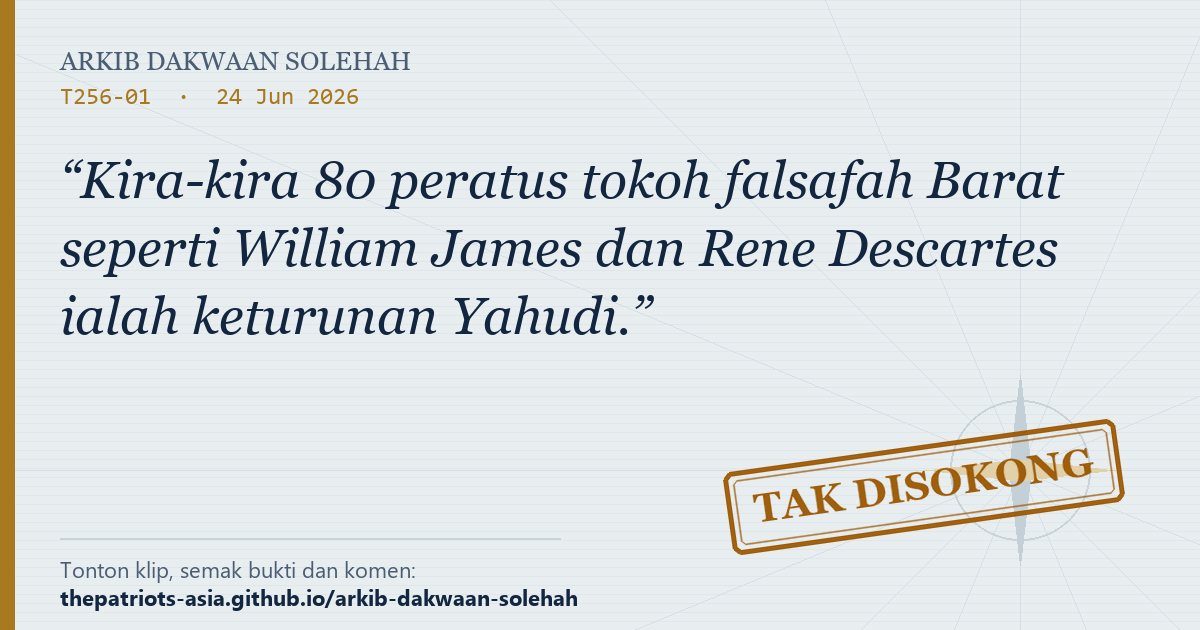 ARKIB DAKWAAN SOLEHAH
T256-01 · 24 Jun 2026
“Kira-kira 80 peratus tokoh falsafah Barat
seperti William James dan Rene Descartes
ialah keturunan Yahudi.”
TAK DISOKONG
Tonton klip, semak bukti dan komen:
thepatriots-asia.github.io/arkib-dakwaan-solehah